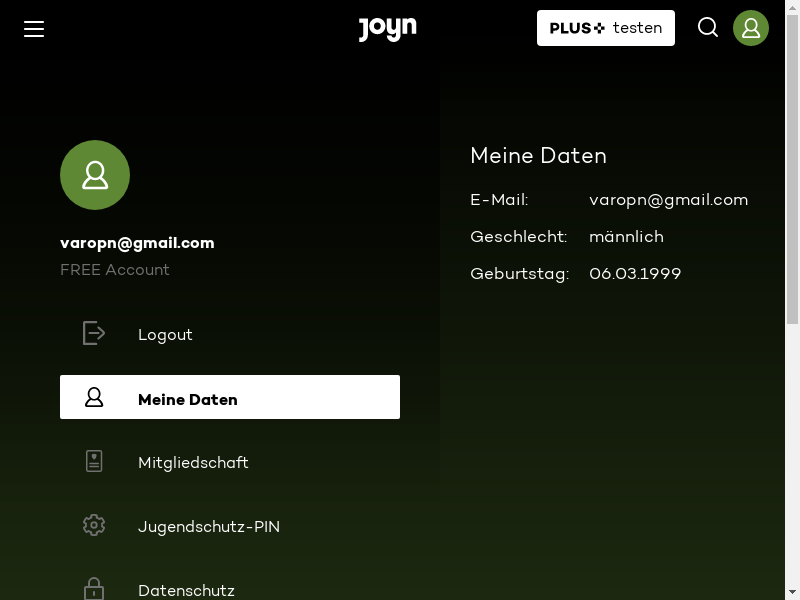 joyn
PLUS testen
varopn@gmail.com
FREE Account
Logout
Meine Daten
Mitgliedschaft
Jugendschutz-PIN
Datenschutz
Meine Daten
E-Mail: varopn@gmail.com
Geschlecht: männlich
Geburtstag: 06.03.1999